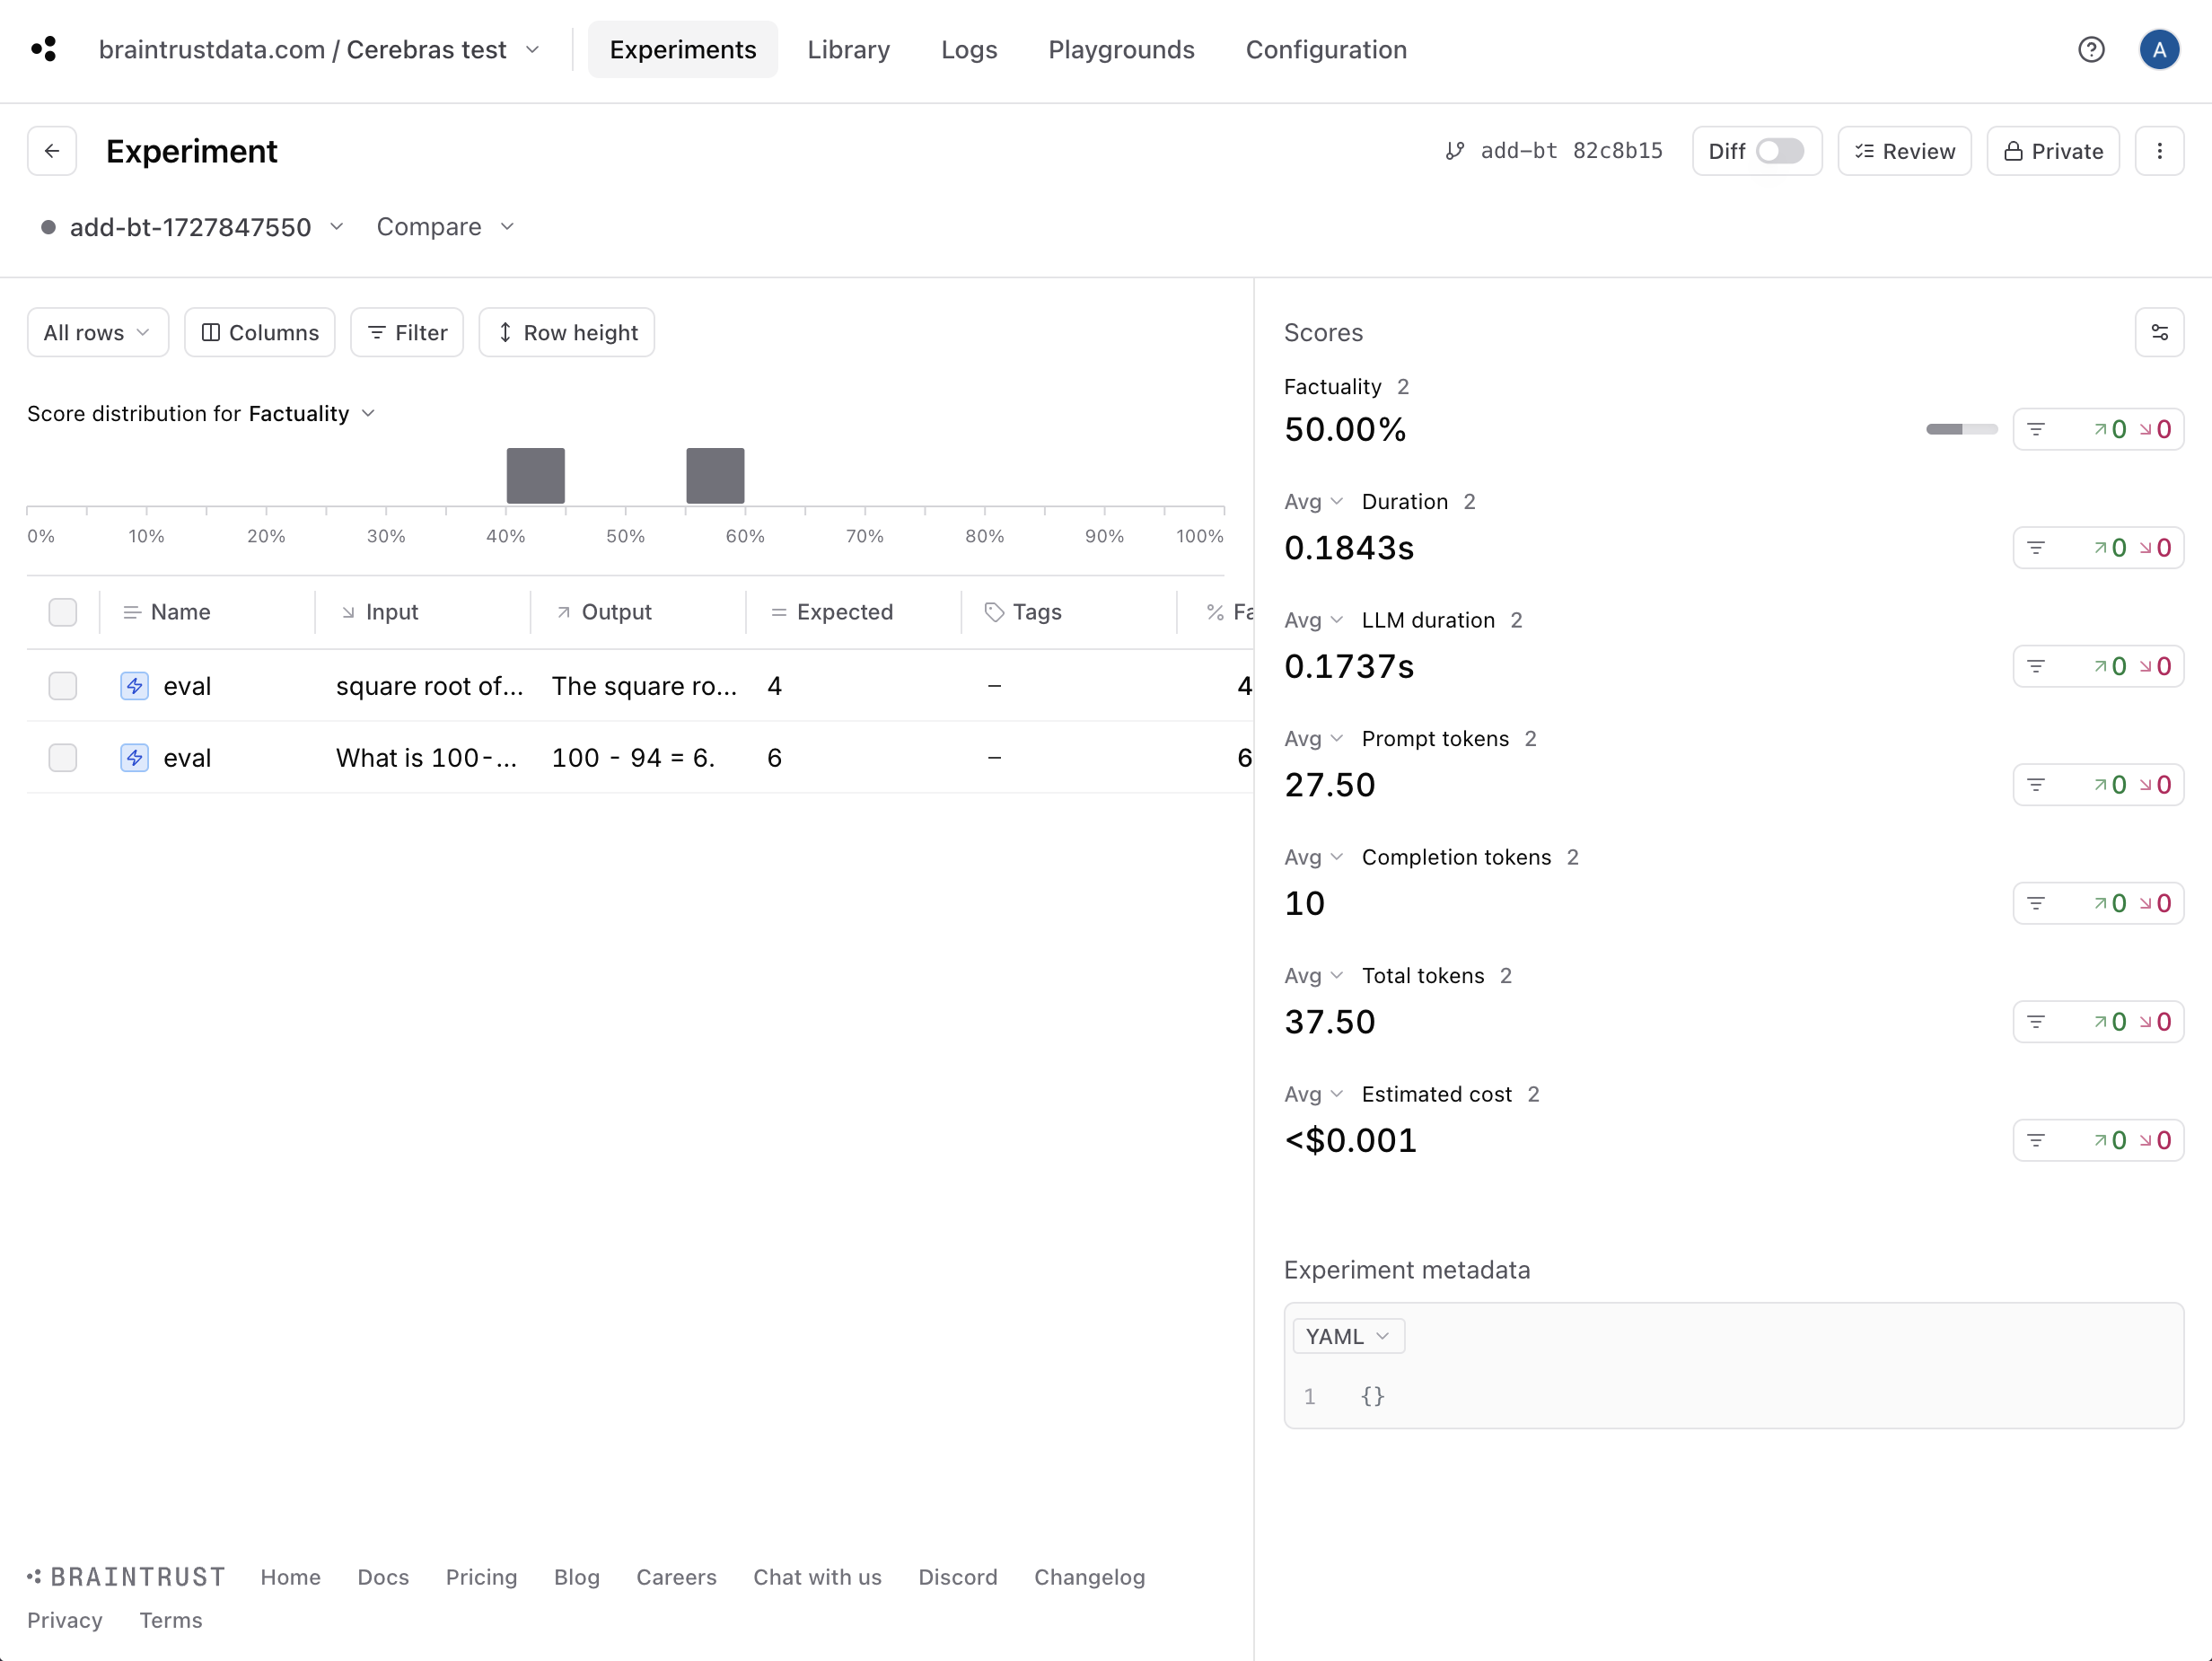 braintrustdata.com / Cerebras test Experiments Library Logs Playgrounds Configuration A
Experiment add-bt 82c8b15 Diff Review Private
add-bt-1727847550 Compare
All rows Columns Filter Row height
Score distribution for Factuality
0% 10% 20% 30% 40% 50% 60% 70% 80% 90% 100%
Name Input Output Expected Tags % Fa
eval square root of... The square ro... 4 – 4
eval What is 100-... 100 - 94 = 6. 6 – 6
Scores
Factuality 2
50.00% 0 0
Avg Duration 2
0.1843s 0 0
Avg LLM duration 2
0.1737s 0 0
Avg Prompt tokens 2
27.50 0 0
Avg Completion tokens 2
10 0 0
Avg Total tokens 2
37.50 0 0
Avg Estimated cost 2
<$0.001 0 0
Experiment metadata
YAML
1 {}
BRAINTRUST Home Docs Pricing Blog Careers Chat with us Discord Changelog
Privacy Terms